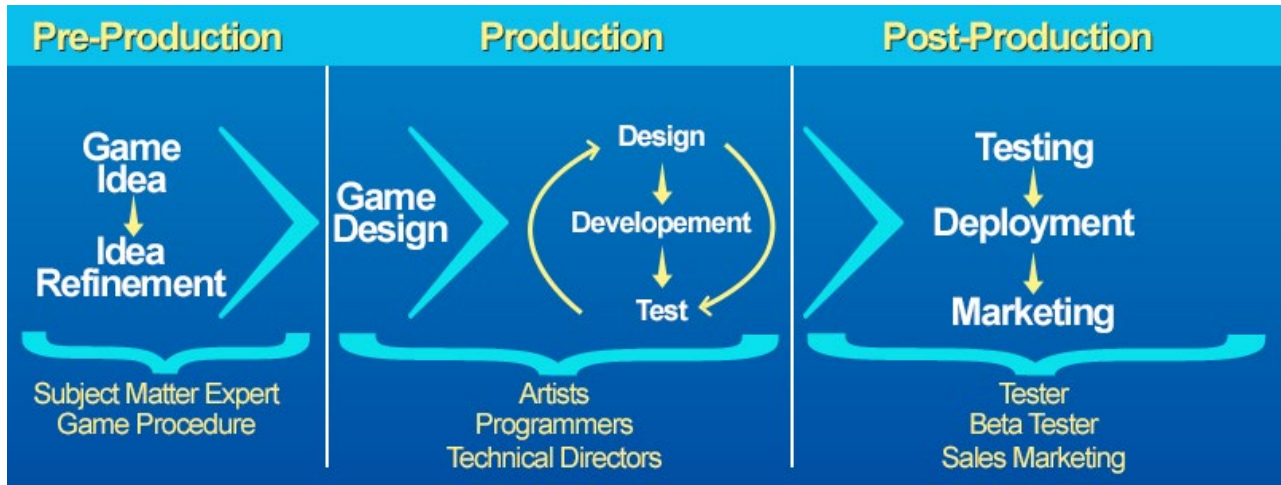 Pre-Production
Production
Post-Production
Game
Idea
Idea
Refinement
Game
Design
Design
Developement
Test
Testing
Deployment
Marketing
Subject Matter Expert
Game Procedure
Artists
Programmers
Technical Directors
Tester
Beta Tester
Sales Marketing